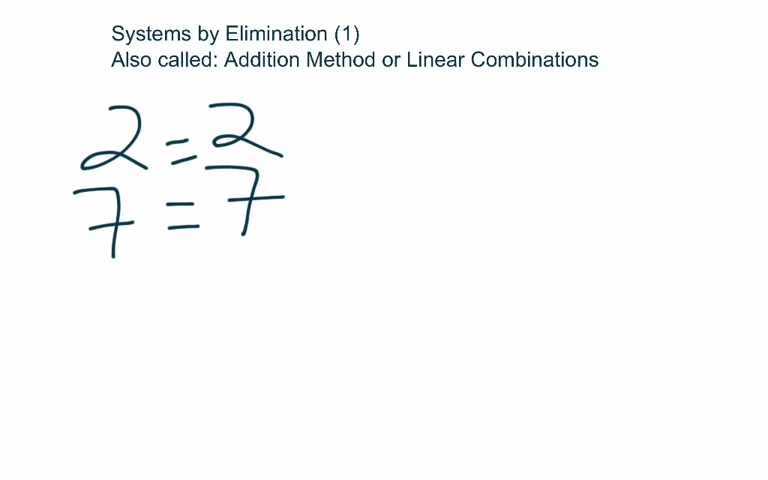 Systems by Elimination (1)
Also called: Addition Method or Linear Combinations
2 = 2
7 = 7